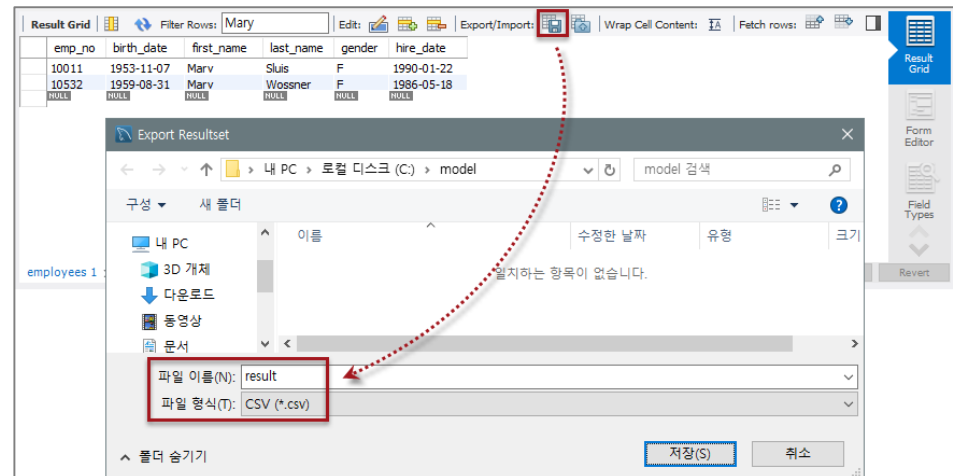 Result Grid Filter Rows: Mary Edit: Export/Import: Wrap Cell Content: Fetch rows:
emp_no birth_date first_name last_name gender hire_date
10011 1953-11-07 Mary Sluis F 1990-01-22
10532 1959-08-31 Mary Wossner F 1986-05-18
NULL NULL NULL NULL NULL NULL
Result
Grid
Form
Editor
Field
Types
Export Resultset
내 PC > 로컬 디스크 (C:) > model
model 검색
구성 새 폴더
이름 수정한 날짜 유형 크기
일치하는 항목이 없습니다.
내 PC
3D 개체
다운로드
동영상
문서
employees 1
Revert
파일 이름(N): result
파일 형식(T): CSV (*.csv)
폴더 숨기기
저장(S) 취소